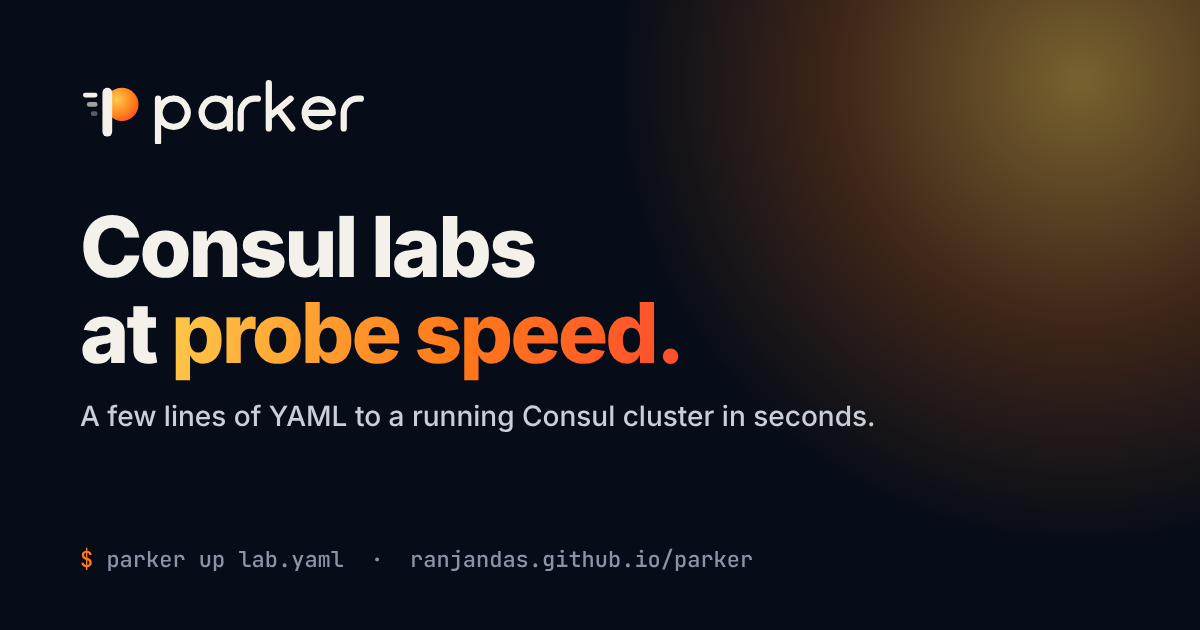 parker
Consul labs
at probe speed.
A few lines of YAML to a running Consul cluster in seconds.
$ parker up lab.yaml · ranjandas.github.io/parker